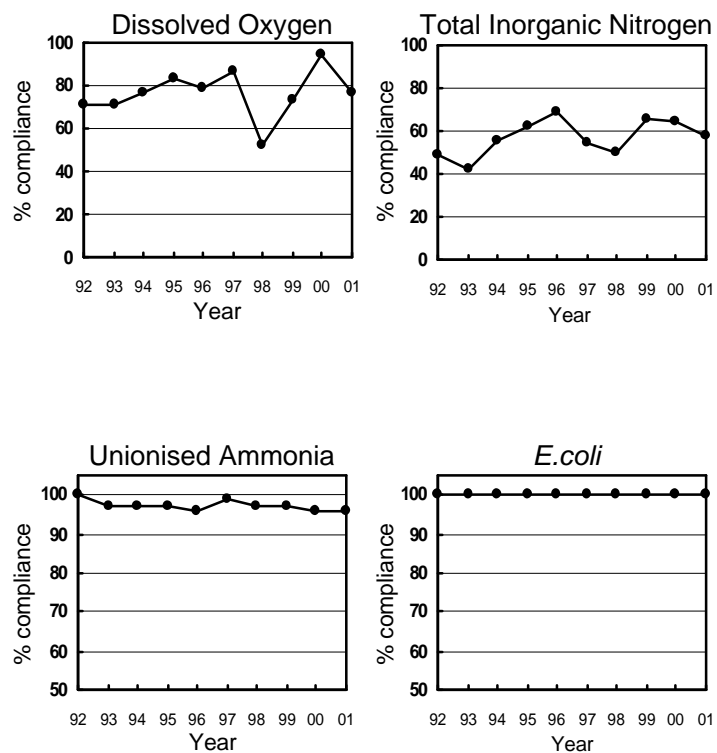 Dissolved Oxygen
% compliance
100
80
60
40
20
0
92 93 94 95 96 97 98 99 00 01
Year
Total Inorganic Nitrogen
% compliance
100
80
60
40
20
0
92 93 94 95 96 97 98 99 00 01
Year
Unionised Ammonia
% compliance
100
90
80
70
60
50
92 93 94 95 96 97 98 99 00 01
Year
E.coli
% compliance
100
90
80
70
60
50
92 93 94 95 96 97 98 99 00 01
Year